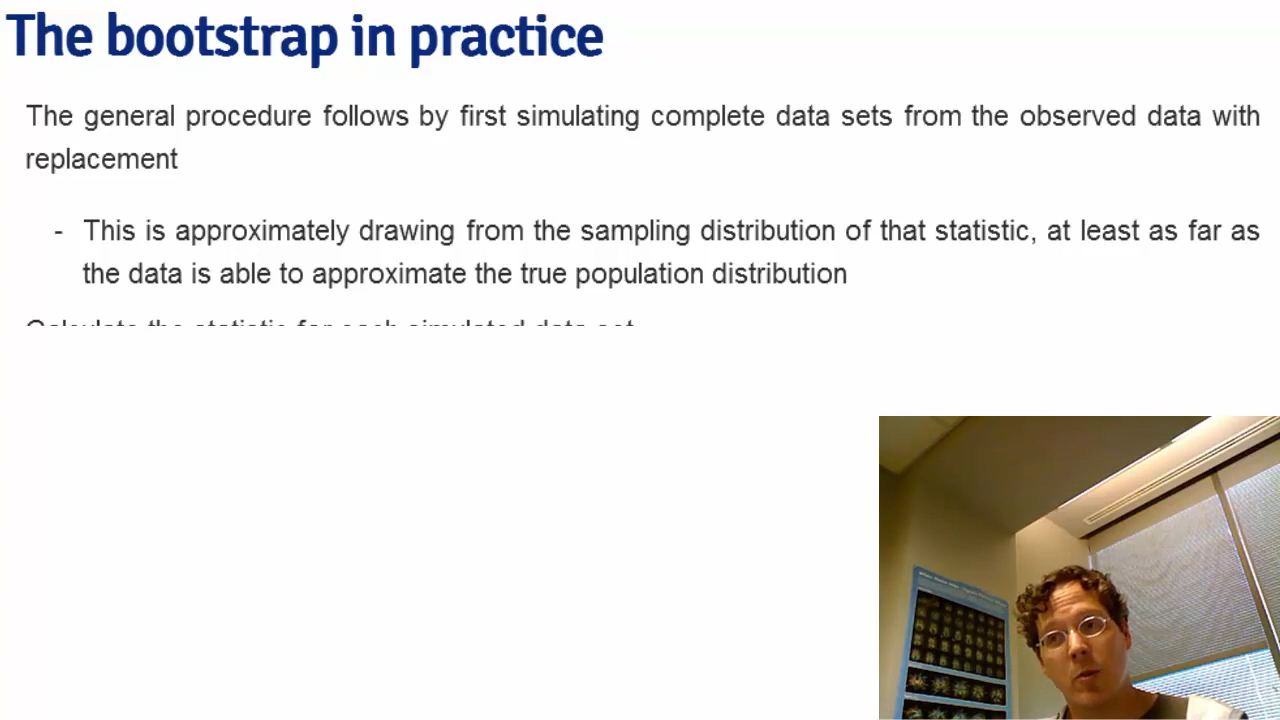 The bootstrap in practice
The general procedure follows by first simulating complete data sets from the observed data with
replacement
- This is approximately drawing from the sampling distribution of that statistic, at least as far as
the data is able to approximate the true population distribution
Calculate the statistic for each simulated data set